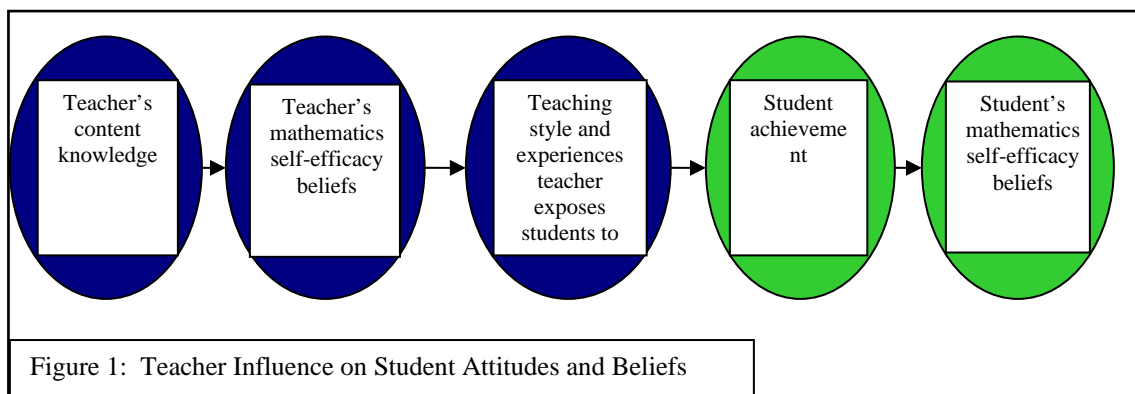 Teacher's
content
knowledge
Teacher's
mathematics
self-efficacy
beliefs
Teaching
style and
experiences
teacher
exposes
students to
Student
achieveme
nt
Student's
mathematics
self-efficacy
beliefs
Figure 1:  Teacher Influence on Student Attitudes and Beliefs